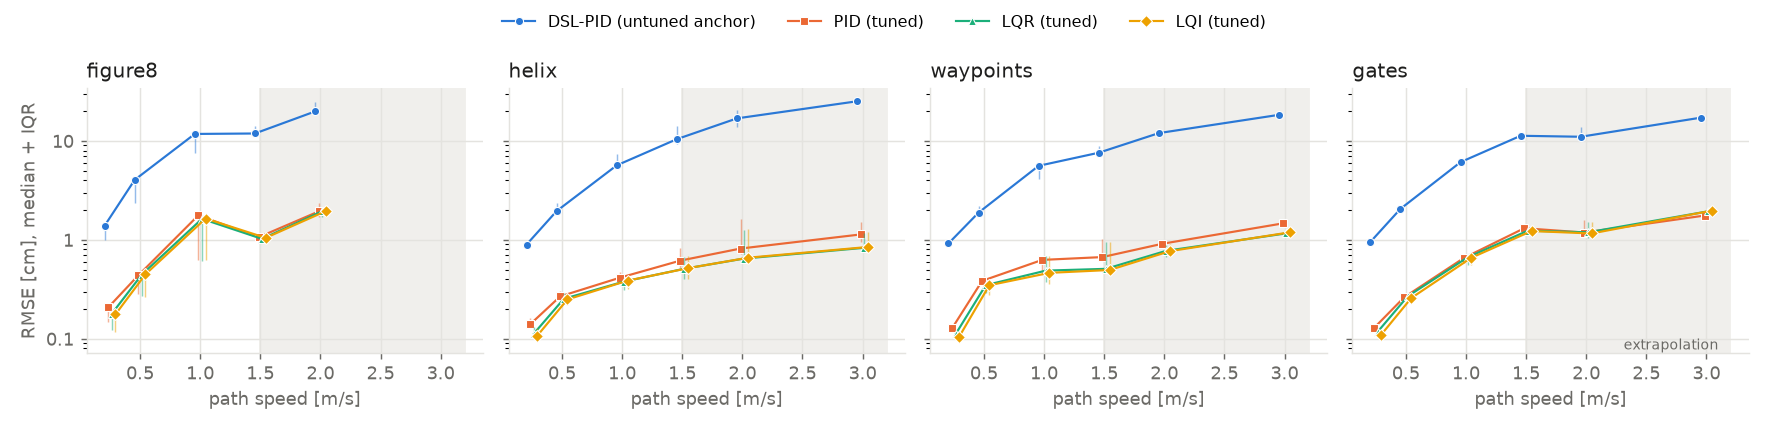 DSL-PID (untuned anchor) PID (tuned) LQR (tuned) LQI (tuned)
figure8 helix waypoints gates
RMSE [cm], median + IQR
10
1
0.1
extrapolation
0.5 1.0 1.5 2.0 2.5 3.0 0.5 1.0 1.5 2.0 2.5 3.0 0.5 1.0 1.5 2.0 2.5 3.0 0.5 1.0 1.5 2.0 2.5 3.0
path speed [m/s] path speed [m/s] path speed [m/s] path speed [m/s]